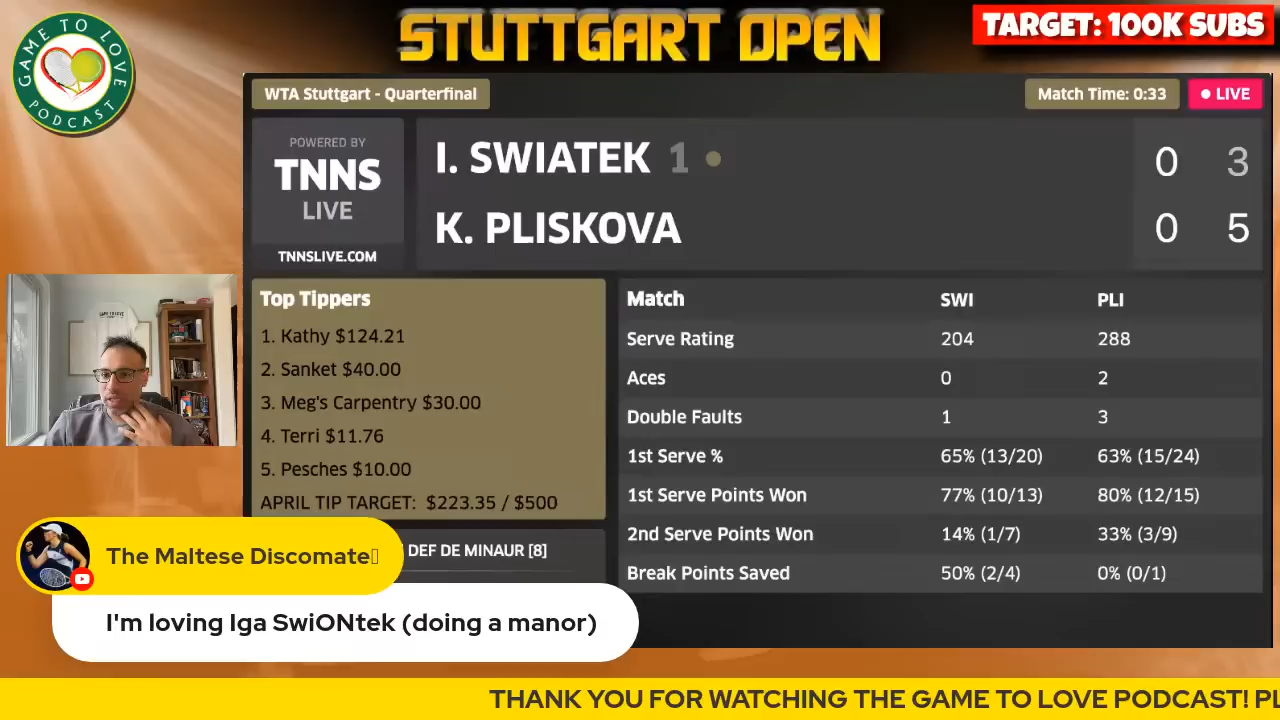 GAME TO LOVE
PODCAST
STUTTGART OPEN
TARGET: 100K SUBS
WTA Stuttgart - Quarterfinal
Match Time: 0:33
LIVE
POWERED BY
TNNS
LIVE
TNNSLIVE.COM
I. SWIATEK 1 0 3
K. PLISKOVA 0 5
Top Tippers
1. Kathy $124.21
2. Sanket $40.00
3. Meg's Carpentry $30.00
4. Terri $11.76
5. Pesches $10.00
APRIL TIP TARGET: $223.35 / $500
DEF DE MINAUR [8]
Match SWI PLI
Serve Rating 204 288
Aces 0 2
Double Faults 1 3
1st Serve % 65% (13/20) 63% (15/24)
1st Serve Points Won 77% (10/13) 80% (12/15)
2nd Serve Points Won 14% (1/7) 33% (3/9)
Break Points Saved 50% (2/4) 0% (0/1)
The Maltese Discomate
I'm loving Iga SwiONtek (doing a manor)
THANK YOU FOR WATCHING THE GAME TO LOVE PODCAST! PL